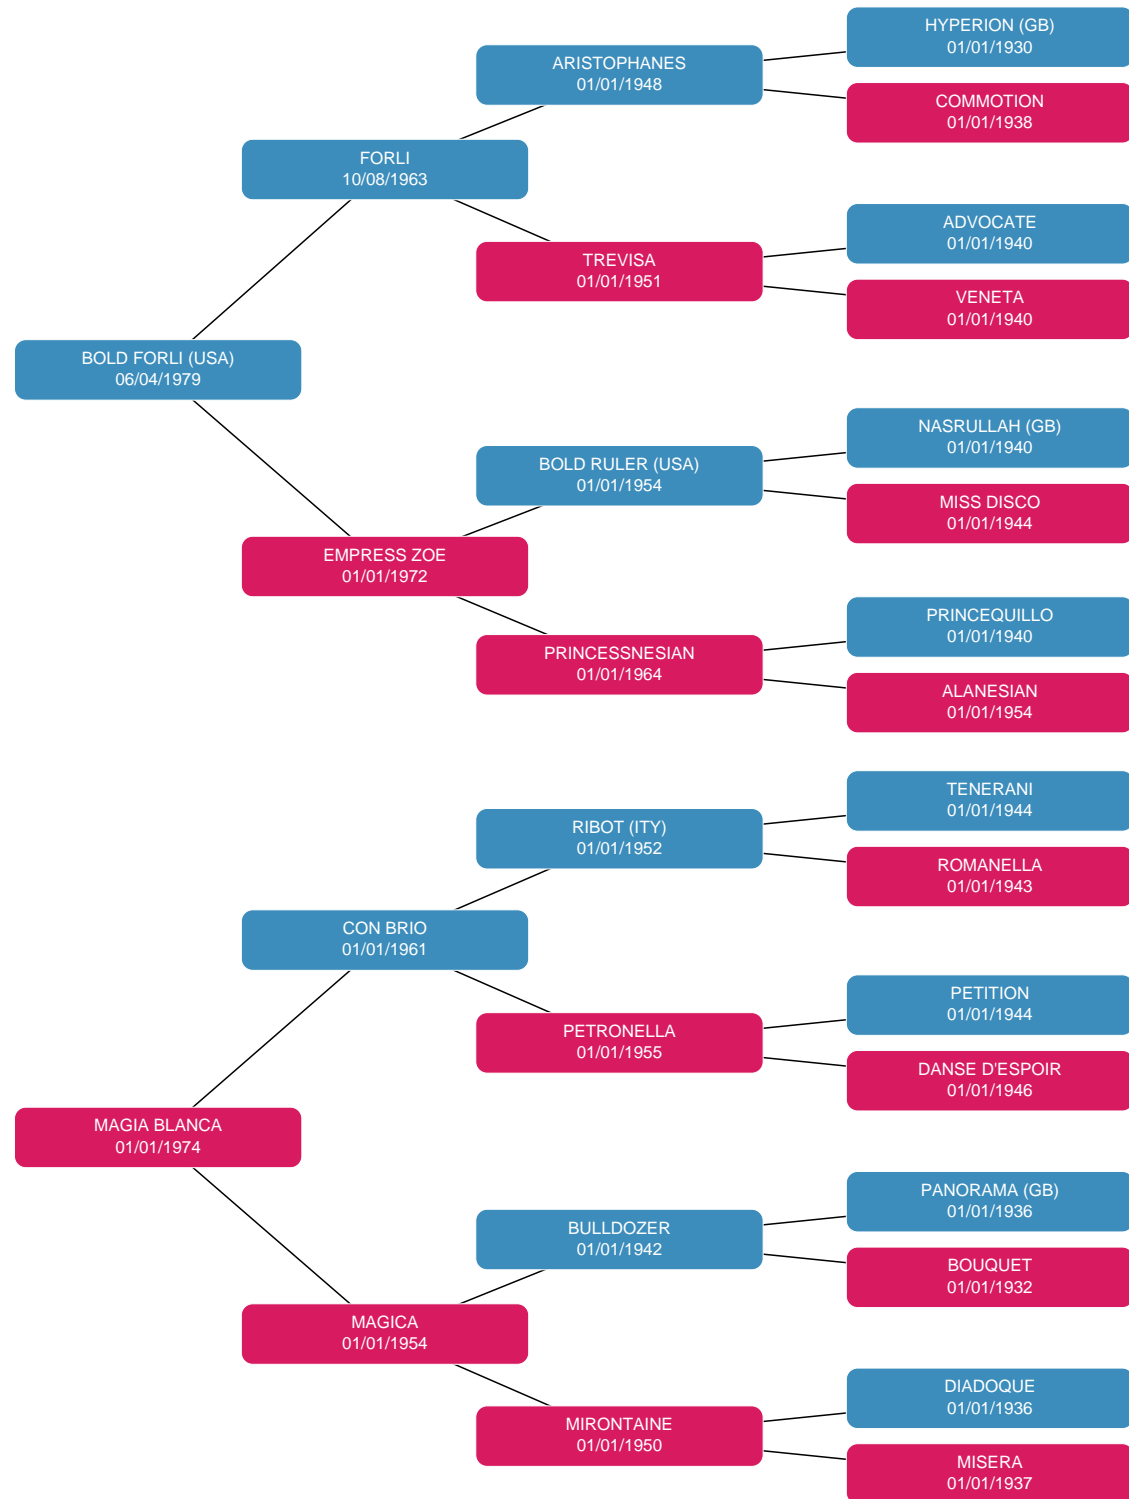 HYPERION (GB)
01/01/1930
ARISTOPHANES
01/01/1948
COMMOTION
01/01/1938
FORLI
10/08/1963
ADVOCATE
01/01/1940
TREVISA
01/01/1951
VENETA
01/01/1940
BOLD FORLI (USA)
06/04/1979
NASRULLAH (GB)
01/01/1940
BOLD RULER (USA)
01/01/1954
MISS DISCO
01/01/1944
EMPRESS ZOE
01/01/1972
PRINCEQUILLO
01/01/1940
PRINCESSNESIAN
01/01/1964
ALANESIAN
01/01/1954
TENERANI
01/01/1944
RIBOT (ITY)
01/01/1952
ROMANELLA
01/01/1943
CON BRIO
01/01/1961
PETITION
01/01/1944
PETRONELLA
01/01/1955
DANSE D'ESPOIR
01/01/1946
MAGIA BLANCA
01/01/1974
PANORAMA (GB)
01/01/1936
BULLDOZER
01/01/1942
BOUQUET
01/01/1932
MAGICA
01/01/1954
DIADOQUE
01/01/1936
MIRONTAINE
01/01/1950
MISERA
01/01/1937